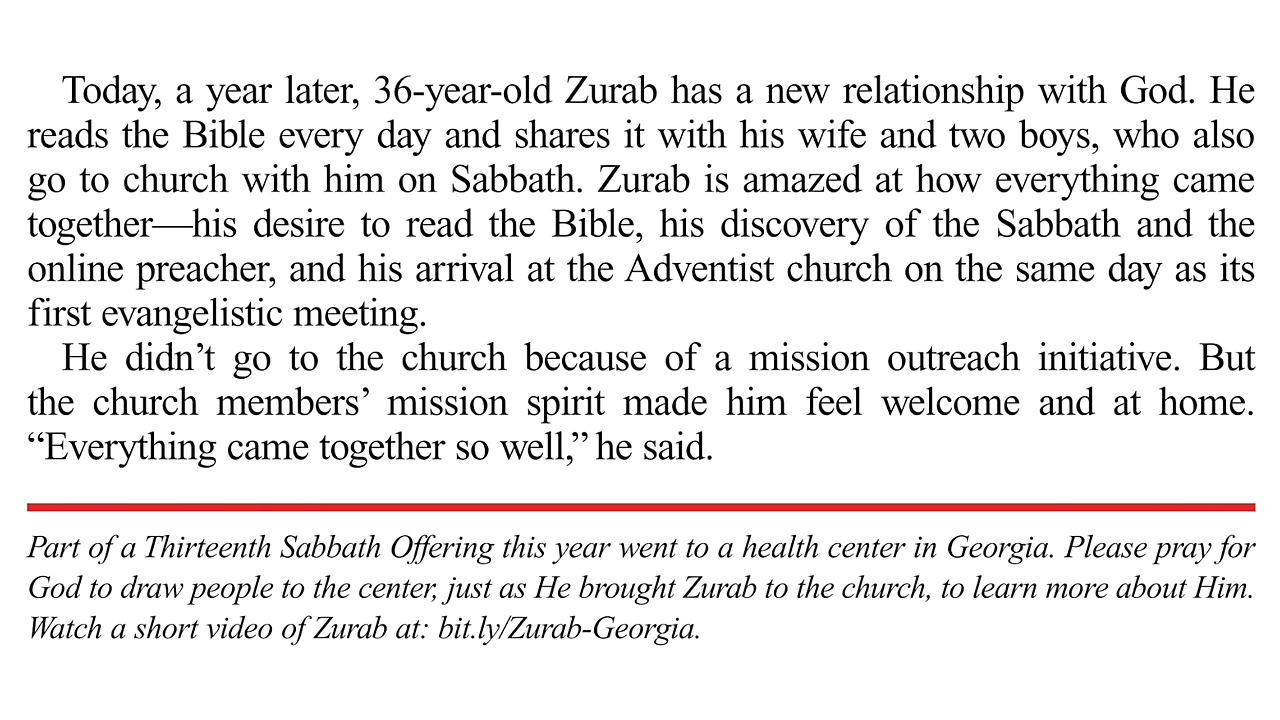 Today, a year later, 36-year-old Zurab has a new relationship with God. He
reads the Bible every day and shares it with his wife and two boys, who also
go to church with him on Sabbath. Zurab is amazed at how everything came
together—his desire to read the Bible, his discovery of the Sabbath and the
online preacher, and his arrival at the Adventist church on the same day as its
first evangelistic meeting.
He didn’t go to the church because of a mission outreach initiative. But
the church members’ mission spirit made him feel welcome and at home.
“Everything came together so well,” he said.
Part of a Thirteenth Sabbath Offering this year went to a health center in Georgia. Please pray for
God to draw people to the center, just as He brought Zurab to the church, to learn more about Him.
Watch a short video of Zurab at: bit.ly/Zurab-Georgia.